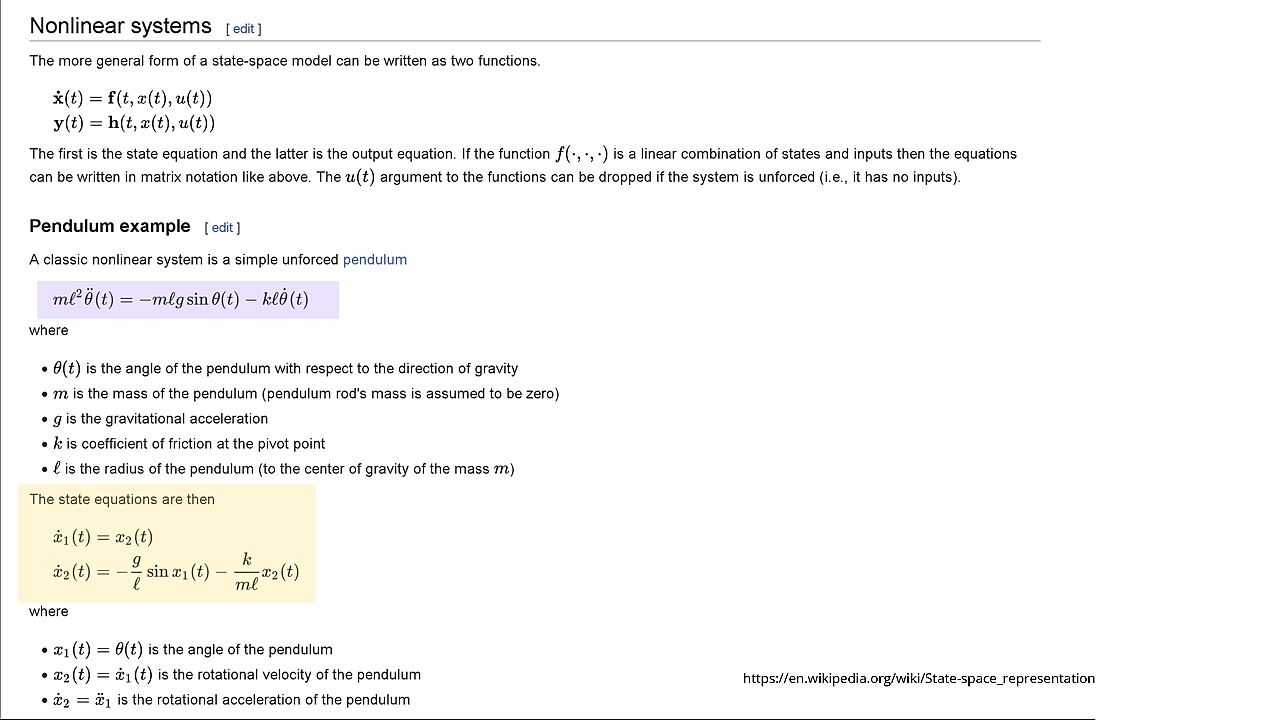 Nonlinear systems [ edit ]
The more general form of a state-space model can be written as two functions.
ẋ(t) = f(t, x(t), u(t))
y(t) = h(t, x(t), u(t))
The first is the state equation and the latter is the output equation. If the function f(·, ·, ·) is a linear combination of states and inputs then the equations
can be written in matrix notation like above. The u(t) argument to the functions can be dropped if the system is unforced (i.e., it has no inputs).
Pendulum example [ edit ]
A classic nonlinear system is a simple unforced pendulum
mℓ²θ̈(t) = −mℓg sin θ(t) − kℓθ̇(t)
where
• θ(t) is the angle of the pendulum with respect to the direction of gravity
• m is the mass of the pendulum (pendulum rod's mass is assumed to be zero)
• g is the gravitational acceleration
• k is coefficient of friction at the pivot point
• ℓ is the radius of the pendulum (to the center of gravity of the mass m)
The state equations are then
ẋ₁(t) = x₂(t)
ẋ₂(t) = −g/ℓ sin x₁(t) − k/mℓ x₂(t)
where
• x₁(t) = θ(t) is the angle of the pendulum
• x₂(t) = ẋ₁(t) is the rotational velocity of the pendulum
• ẋ₂ = ẍ₁ is the rotational acceleration of the pendulum
https://en.wikipedia.org/wiki/State-space_representation